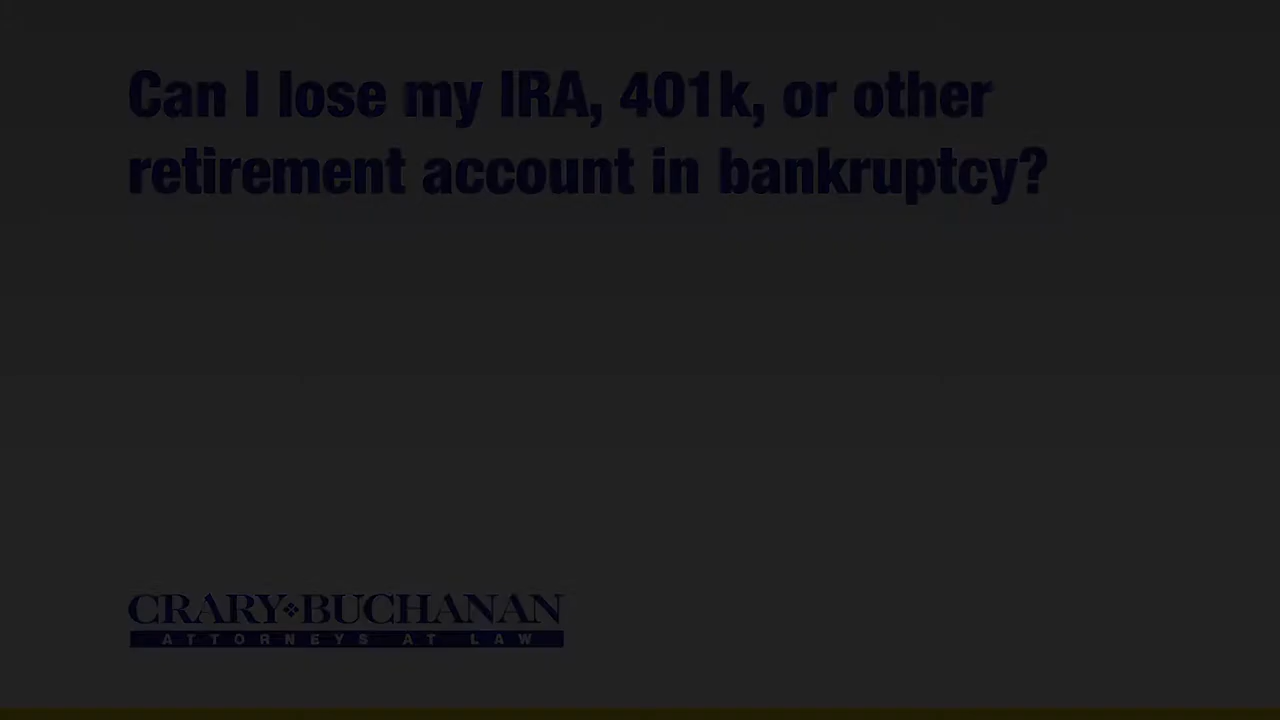 Can I lose my IRA, 401k, or other
retirement account in bankruptcy?
CRARY BUCHANAN
ATTORNEYS AT LAW